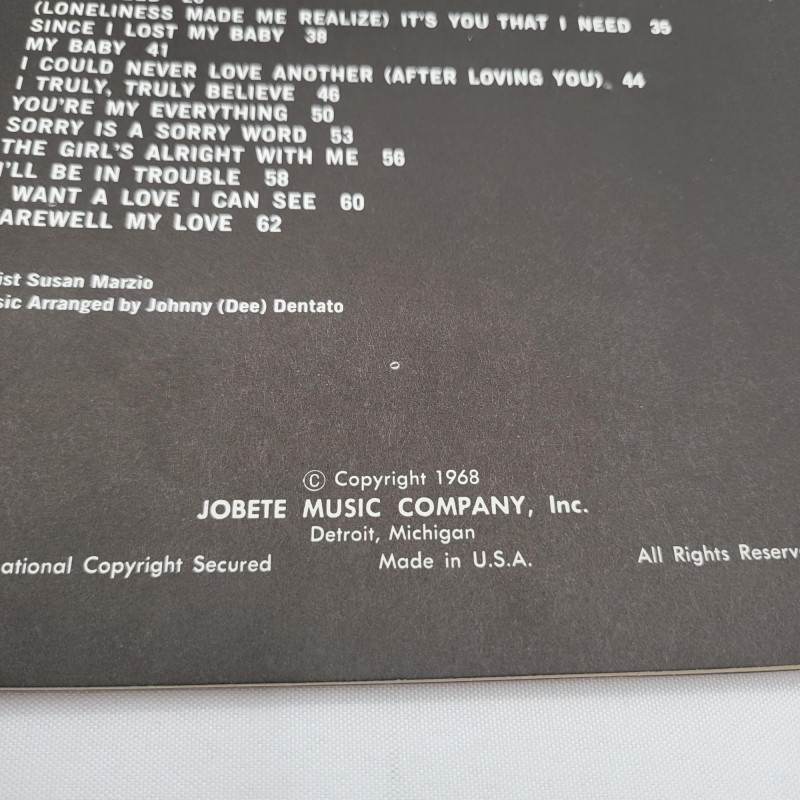 (LONELINESS MADE ME REALIZE) IT'S YOU THAT I NEED 35
SINCE I LOST MY BABY 38
MY BABY 41
I COULD NEVER LOVE ANOTHER (AFTER LOVING YOU) 44
I TRULY, TRULY BELIEVE 46
YOU'RE MY EVERYTHING 50
SORRY IS A SORRY WORD 53
THE GIRL'S ALRIGHT WITH ME 56
I'LL BE IN TROUBLE 58
WANT A LOVE I CAN SEE 60
AREWELL MY LOVE 62
ist Susan Marzio
sic Arranged by Johnny (Dee) Dentato
© Copyright 1968
JOBETE MUSIC COMPANY, Inc.
Detroit, Michigan
ational Copyright Secured Made in U.S.A. All Rights Reserv